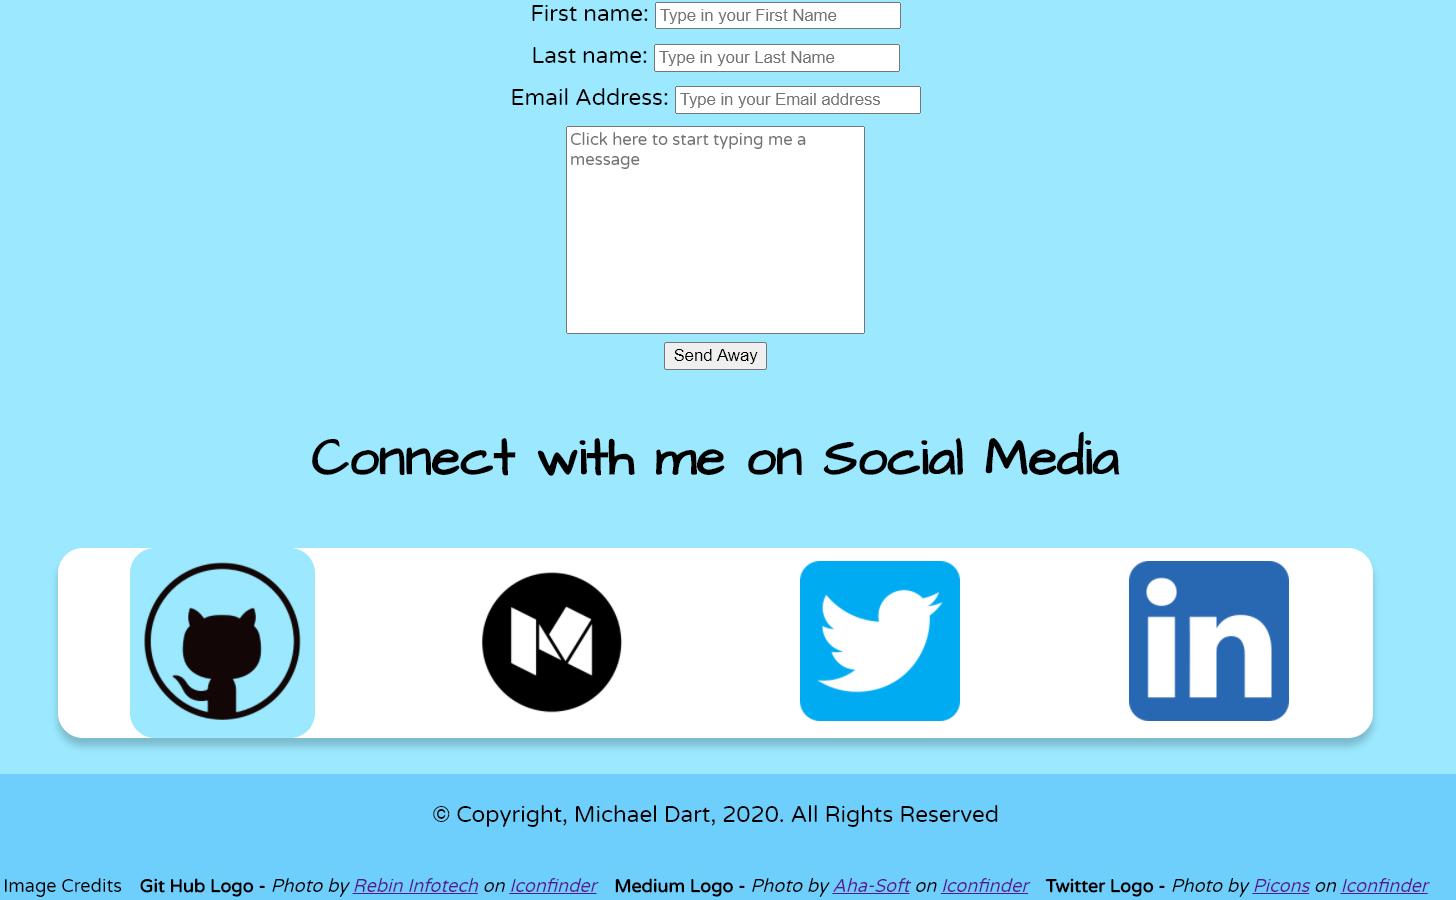 First name: Type in your First Name
Last name: Type in your Last Name
Email Address: Type in your Email address
Click here to start typing me a
message
Send Away
Connect with me on Social Media
M
in
© Copyright, Michael Dart, 2020. All Rights Reserved
Image Credits Git Hub Logo - Photo by Rebin Infotech on Iconfinder Medium Logo - Photo by Aha-Soft on Iconfinder Twitter Logo - Photo by Picons on Iconfinder